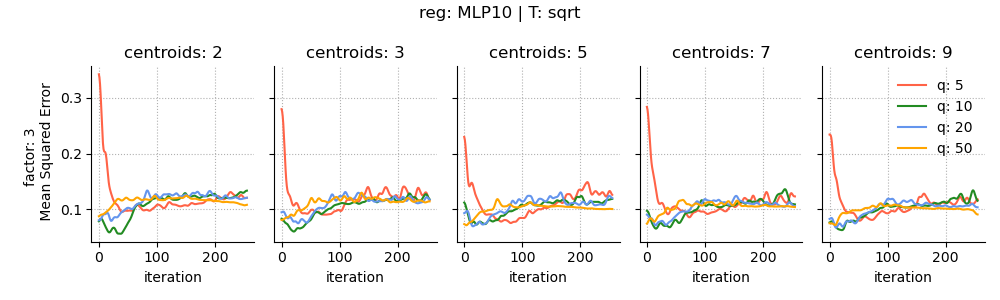 reg: MLP10 | T: sqrt
centroids: 2
centroids: 3
centroids: 5
centroids: 7
centroids: 9
factor: 3
Mean Squared Error
0.3
0.2
0.1
q: 5
q: 10
q: 20
q: 50
0 100 200
0 100 200
0 100 200
0 100 200
0 100 200
iteration
iteration
iteration
iteration
iteration